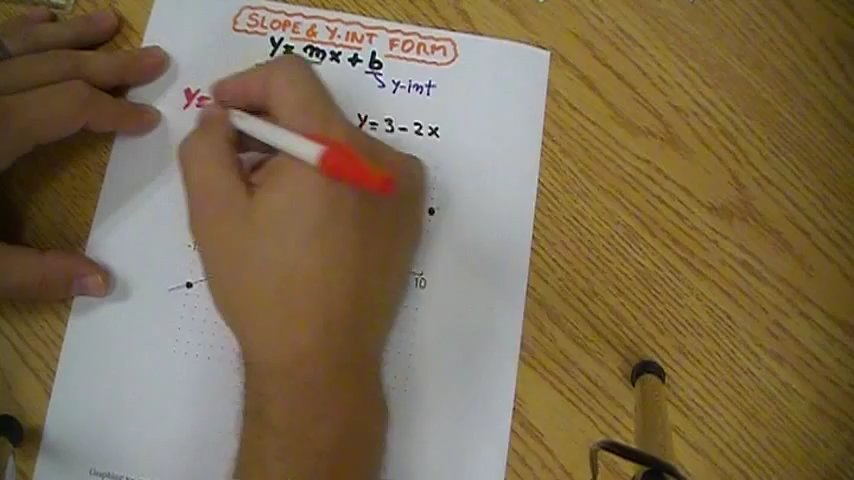 SLOPE & Y-INT FORM
y = mx + b
y-int
y=
y = 3 - 2x
10